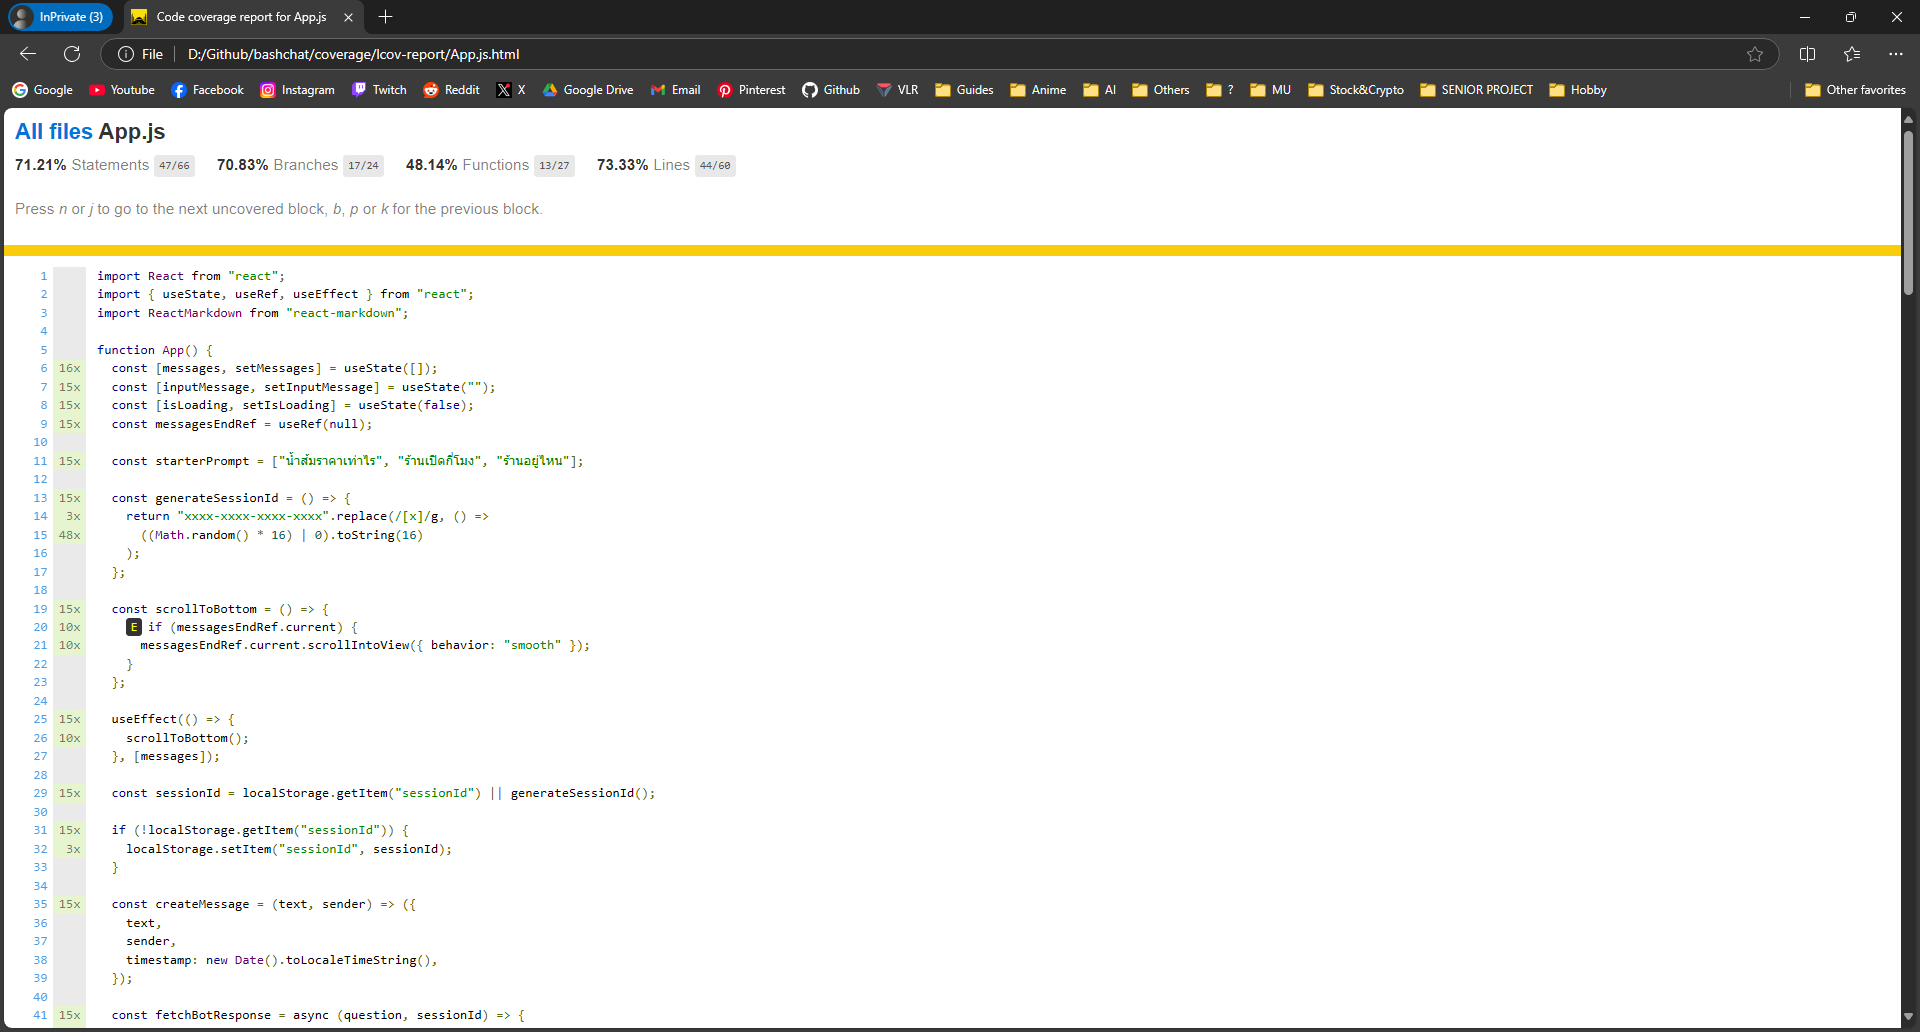 InPrivate (3)
Code coverage report for App.js
File
D:/Github/bashchat/coverage/lcov-report/App.js.html
Google Youtube Facebook Instagram Twitch Reddit X Google Drive Email Pinterest Github VLR Guides Anime AI Others ? MU Stock&Crypto SENIOR PROJECT Hobby Other favorites
All files App.js
71.21% Statements 47/66 70.83% Branches 17/24 48.14% Functions 13/27 73.33% Lines 44/60
Press n or j to go to the next uncovered block, b, p or k for the previous block.
1 import React from "react";
2 import { useState, useRef, useEffect } from "react";
3 import ReactMarkdown from "react-markdown";
4
5 function App() {
6 16x const [messages, setMessages] = useState([]);
7 15x const [inputMessage, setInputMessage] = useState("");
8 15x const [isLoading, setIsLoading] = useState(false);
9 15x const messagesEndRef = useRef(null);
10
11 15x const starterPrompt = ["น้ำส้มราคาเท่าไร", "ร้านเปิดกี่โมง", "ร้านอยู่ไหน"];
12
13 15x const generateSessionId = () => {
14 3x return "xxxx-xxxx-xxxx-xxxx".replace(/[x]/g, () =>
15 48x ((Math.random() * 16) | 0).toString(16)
16 );
17 };
18
19 15x const scrollToBottom = () => {
20 10x E if (messagesEndRef.current) {
21 10x messagesEndRef.current.scrollIntoView({ behavior: "smooth" });
22 }
23 };
24
25 15x useEffect(() => {
26 10x scrollToBottom();
27 }, [messages]);
28
29 15x const sessionId = localStorage.getItem("sessionId") || generateSessionId();
30
31 15x if (!localStorage.getItem("sessionId")) {
32 3x localStorage.setItem("sessionId", sessionId);
33 }
34
35 15x const createMessage = (text, sender) => ({
36 text,
37 sender,
38 timestamp: new Date().toLocaleTimeString(),
39 });
40
41 15x const fetchBotResponse = async (question, sessionId) => {